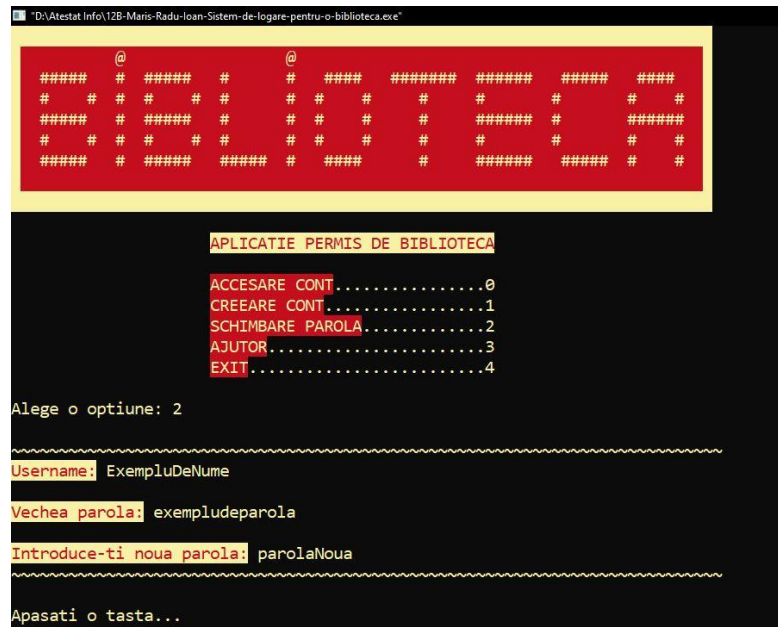 "D:\Atestat Info\12B-Maris-Radu-Ioan-Sistem-de-logare-pentru-o-biblioteca.exe"
BIBLIOTECA
APLICATIE PERMIS DE BIBLIOTECA
ACCESARE CONT................0
CREEARE CONT.................1
SCHIMBARE PAROLA.............2
AJUTOR.......................3
EXIT.........................4
Alege o optiune: 2
~~~~~~~~~~~~~~~~~~~~~~~~~~~~~~~~~~~~~~~~~~~~~~~~~~~~~~~~~~~~~~~~~~~~~~~~~~~
Username: ExempluDeNume
Vechea parola: exempludeparola
Introduce-ti noua parola: parolaNoua
~~~~~~~~~~~~~~~~~~~~~~~~~~~~~~~~~~~~~~~~~~~~~~~~~~~~~~~~~~~~~~~~~~~~~~~~~~~
Apasati o tasta...